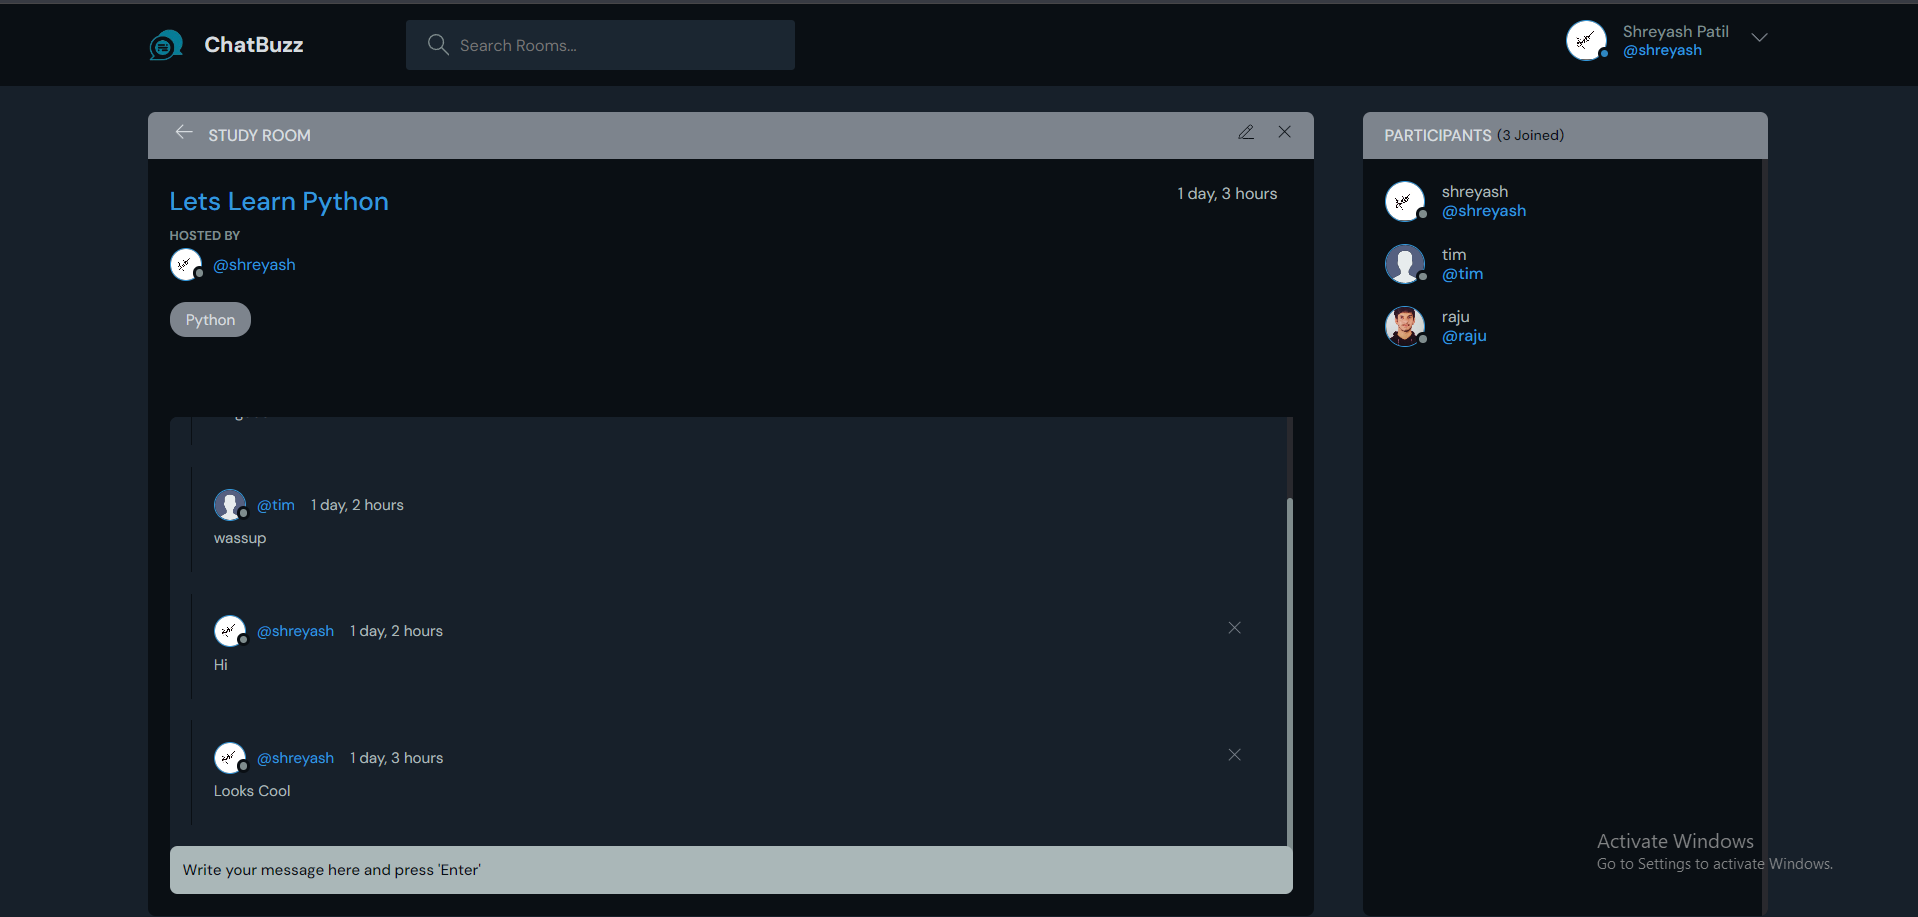 ChatBuzz
Search Rooms...
Shreyash Patil
@shreyash
STUDY ROOM
Lets Learn Python
1 day, 3 hours
HOSTED BY
@shreyash
Python
@tim 1 day, 2 hours
wassup
@shreyash 1 day, 2 hours
Hi
@shreyash 1 day, 3 hours
Looks Cool
Write your message here and press 'Enter'
PARTICIPANTS (3 Joined)
shreyash
@shreyash
tim
@tim
raju
@raju
Activate Windows
Go to Settings to activate Windows.